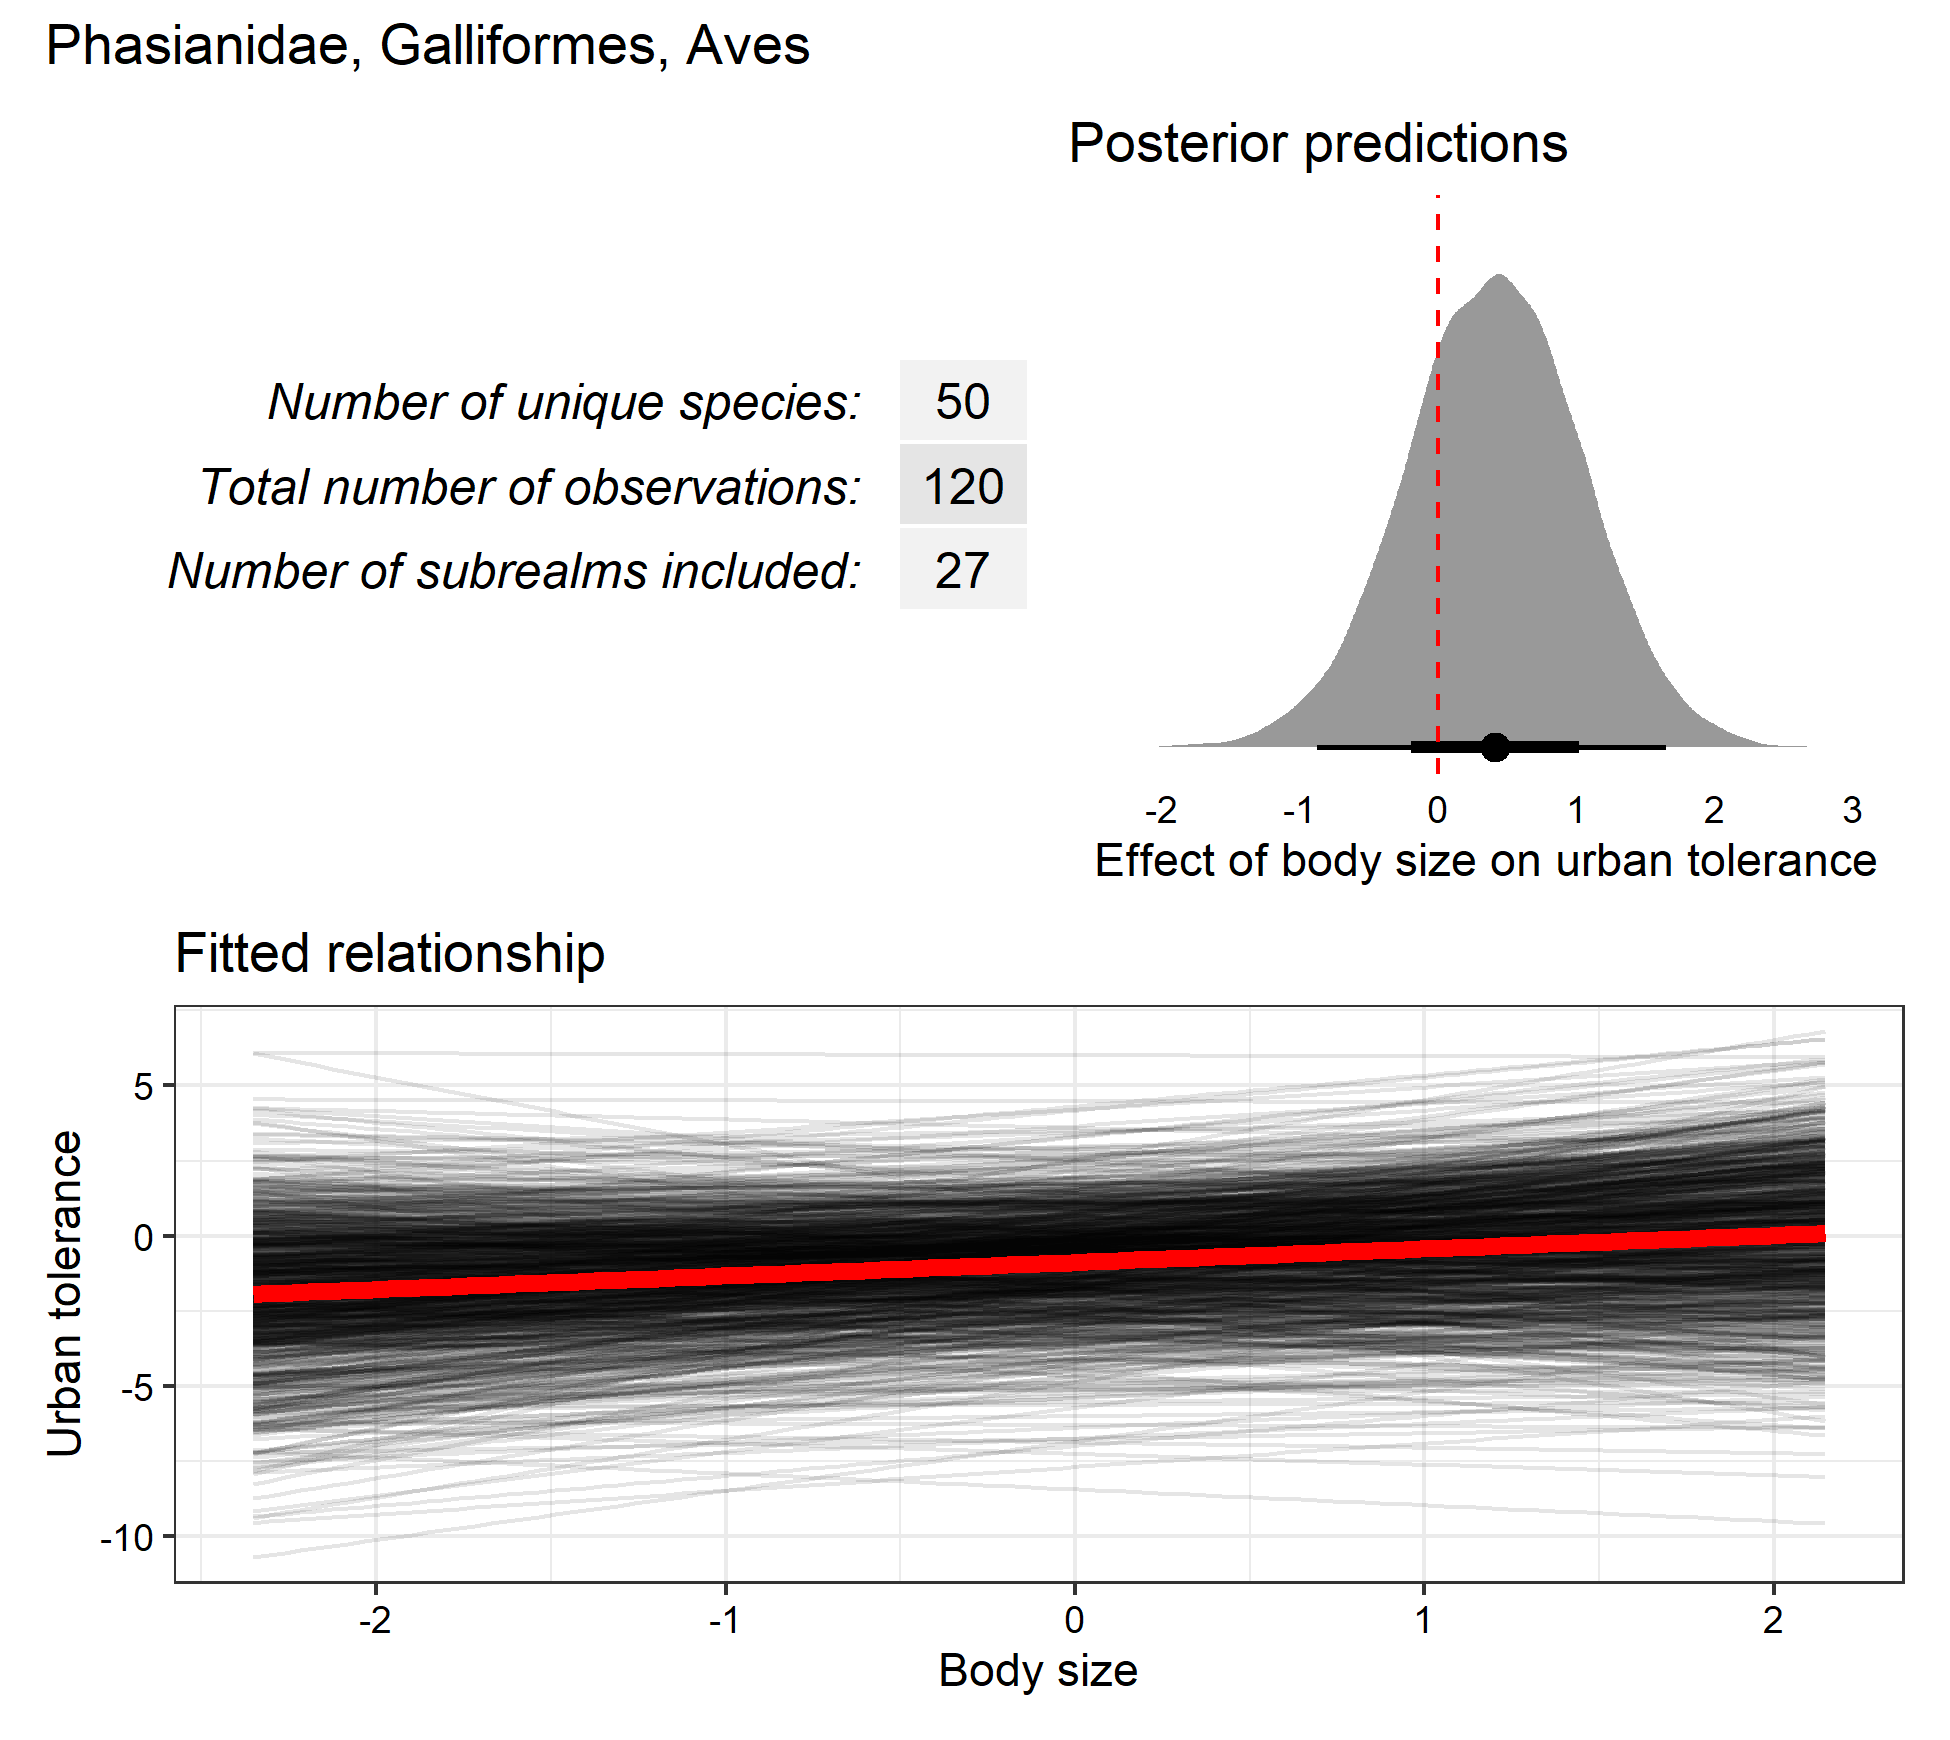 Phasianidae, Galliformes, Aves
Posterior predictions
Number of unique species: 50
Total number of observations: 120
Number of subrealms included: 27
-2 -1 0 1 2 3
Effect of body size on urban tolerance
Fitted relationship
Urban tolerance
5
0
-5
-10
-2 -1 0 1 2
Body size